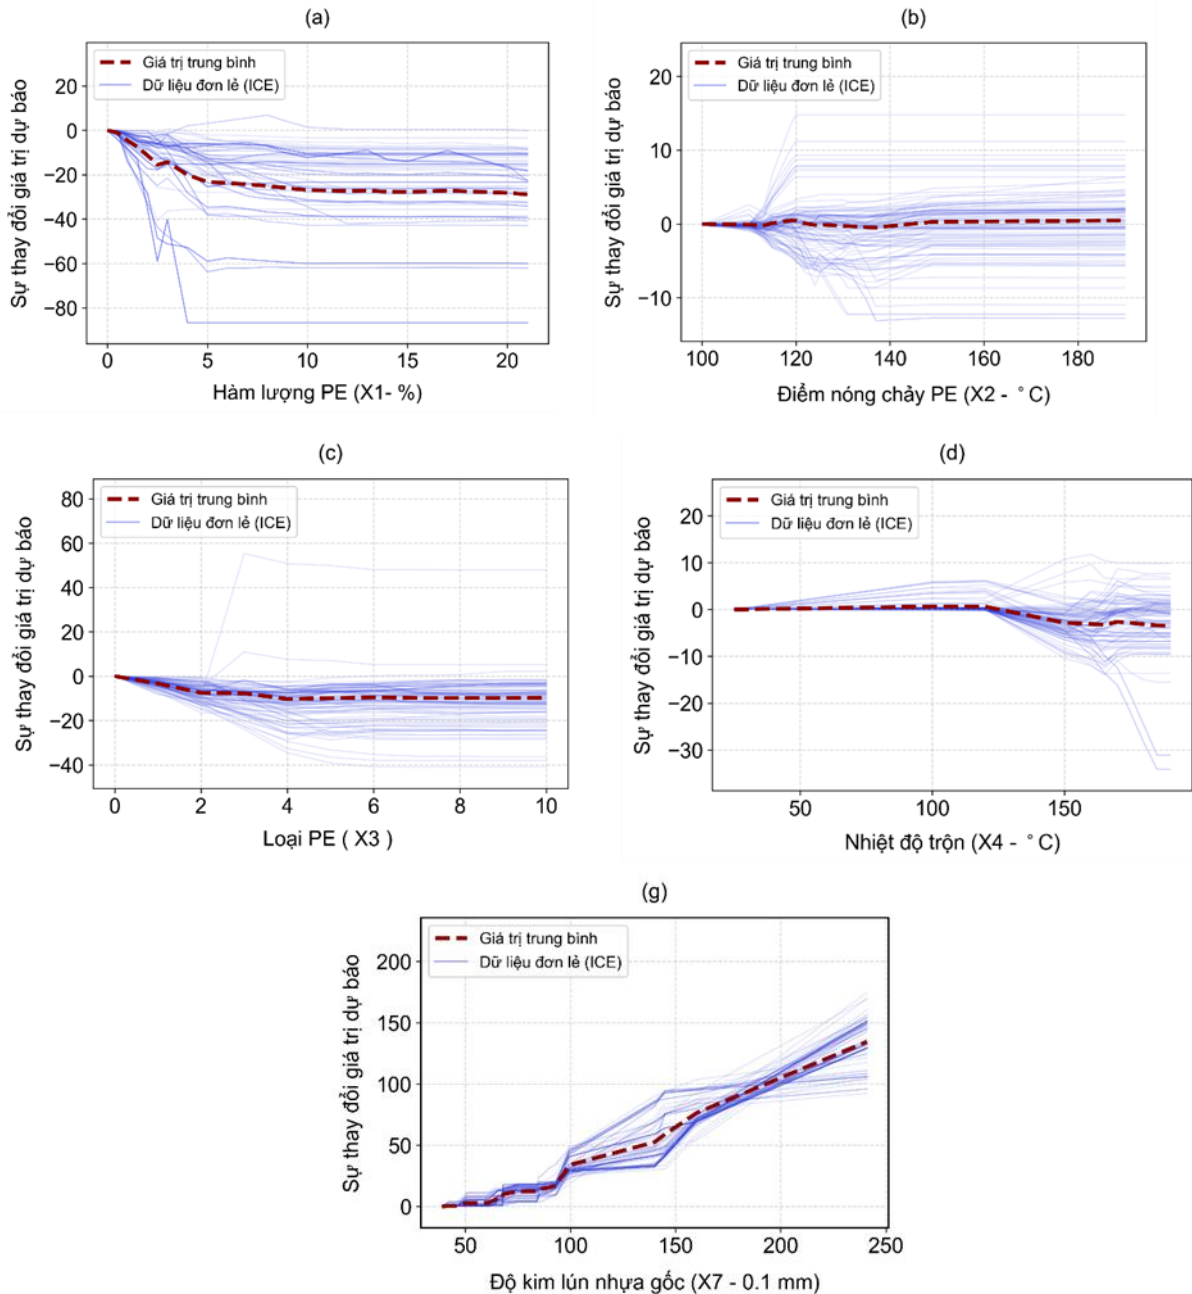 (a)
Sự thay đổi giá trị dự báo
20
0
−20
−40
−60
−80
Giá trị trung bình
Dữ liệu đơn lẻ (ICE)
0 5 10 15 20
Hàm lượng PE (X1- %)
(b)
Sự thay đổi giá trị dự báo
20
10
0
−10
Giá trị trung bình
Dữ liệu đơn lẻ (ICE)
100 120 140 160 180
Điểm nóng chảy PE (X2 - °C)
(c)
Sự thay đổi giá trị dự báo
80
60
40
20
0
−20
−40
Giá trị trung bình
Dữ liệu đơn lẻ (ICE)
0 2 4 6 8 10
Loại PE ( X3 )
(d)
Sự thay đổi giá trị dự báo
20
10
0
−10
−20
−30
Giá trị trung bình
Dữ liệu đơn lẻ (ICE)
50 100 150
Nhiệt độ trộn (X4 - °C)
(g)
Sự thay đổi giá trị dự báo
200
150
100
50
0
Giá trị trung bình
Dữ liệu đơn lẻ (ICE)
50 100 150 200 250
Độ kim lún nhựa gốc (X7 - 0.1 mm)